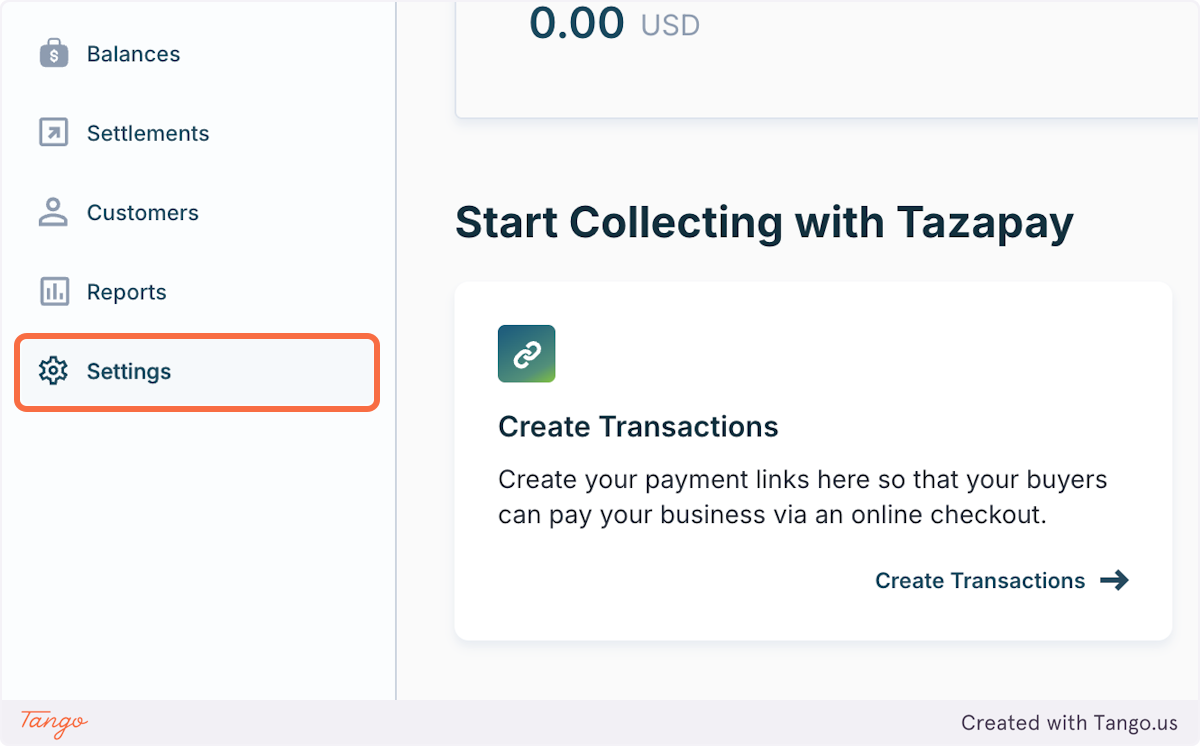 Balances
Settlements
Customers
Reports
Settings
0.00 USD
Start Collecting with Tazapay
Create Transactions
Create your payment links here so that your buyers
can pay your business via an online checkout.
Create Transactions
Tango
Created with Tango.us